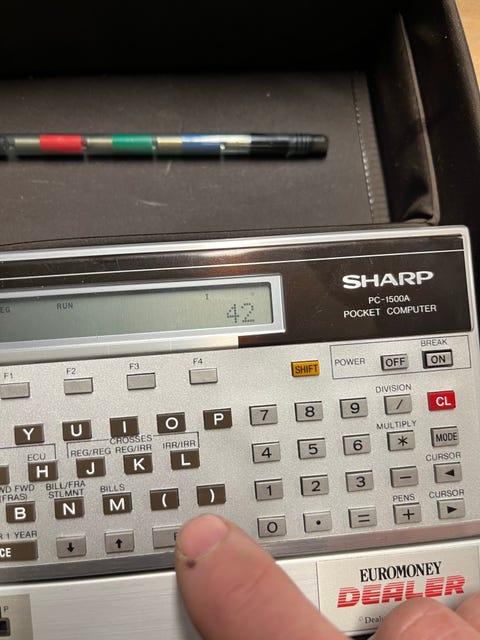 EG RUN I
42
SHARP
PC-1500A
POCKET COMPUTER
F1 F2 F3 F4
SHIFT POWER OFF ON
BREAK
DIVISION
Y U I O P 7 8 9 / CL
ECU REG/REG CROSSES REG/IRR IRR/IRR MULTIPLY
H J K L 4 5 6 * MODE
WD FWD (FRAS) BILL/FRA STLMNT BILLS CURSOR
B N M ( ) 1 2 3 - ◄
R 1 YEAR PENS CURSOR
CE ↓ ↑ 0 • = + ►
EUROMONEY
DEALER
P